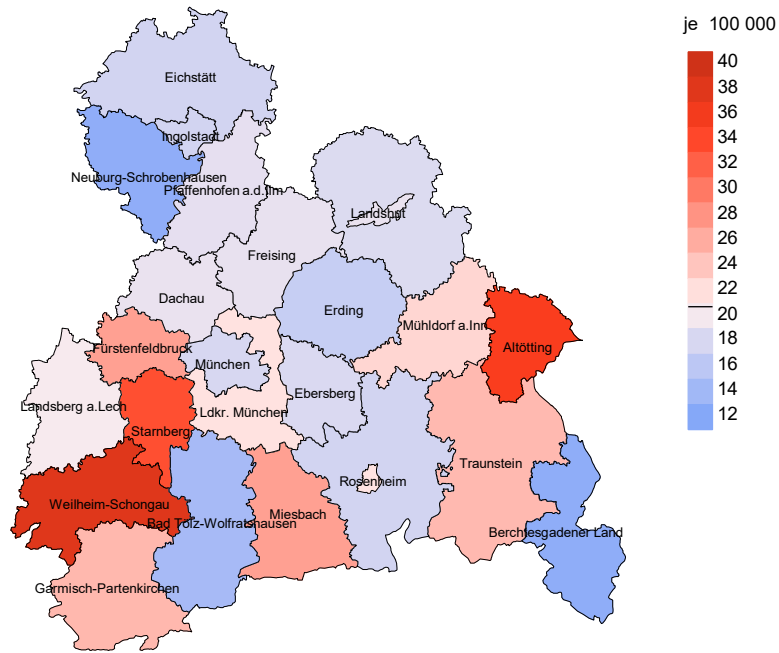 je 100 000
40
38
36
34
32
30
28
26
24
22
20
18
16
14
12
Eichstätt
Ingolstadt
Neuburg-Schrobenhausen
Pfaffenhofen a.d.Ilm
Landshut
Freising
Dachau
Erding
Mühldorf a.Inn
Altötting
Fürstenfeldbruck
München
Ebersberg
Landsberg a.Lech
Ldkr. München
Starnberg
Traunstein
Rosenheim
Weilheim-Schongau
Miesbach
Bad Tölz-Wolfratshausen
Berchtesgadener Land
Garmisch-Partenkirchen